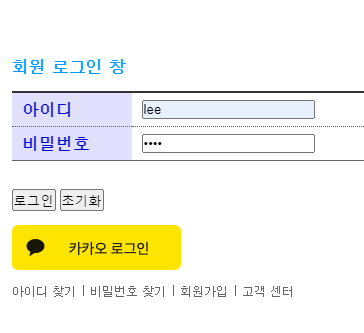 회원 로그인 창
아이디 lee
비밀번호 ••••
로그인 초기화
카카오 로그인
아이디 찾기 | 비밀번호 찾기 | 회원가입 | 고객 센터